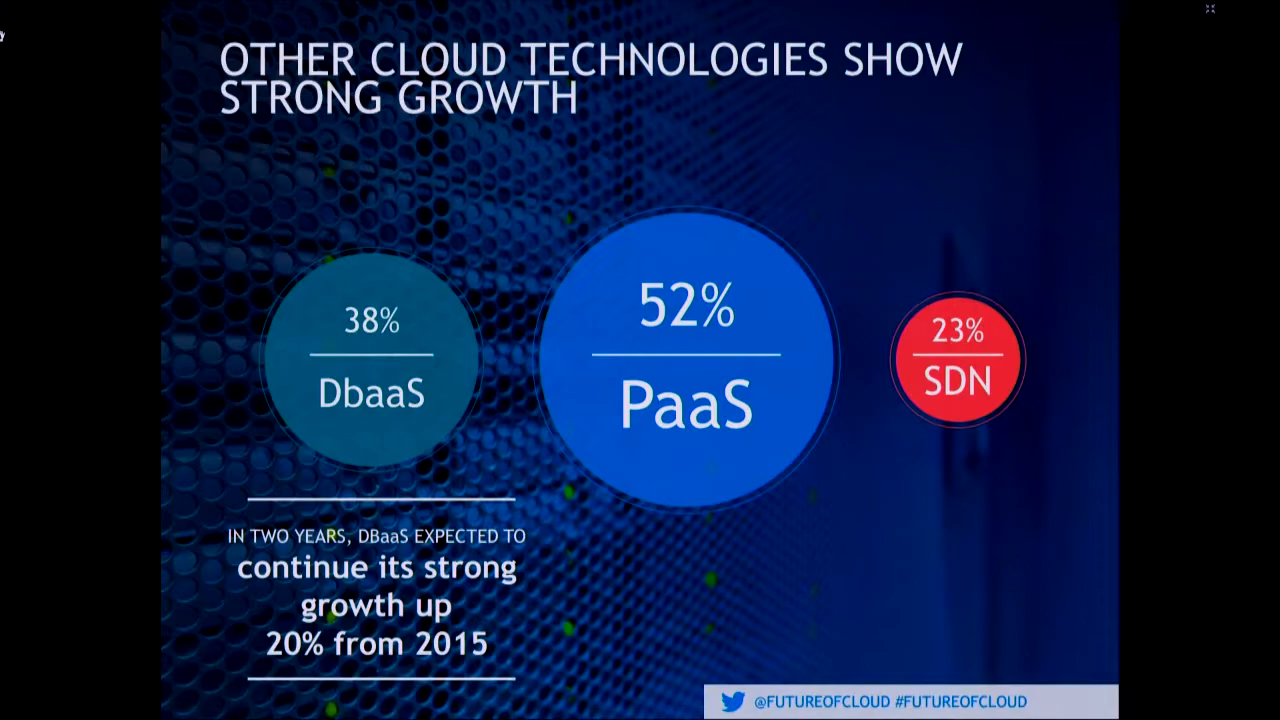 OTHER CLOUD TECHNOLOGIES SHOW
STRONG GROWTH
38%
DbaaS
52%
PaaS
23%
SDN
IN TWO YEARS, DBaaS EXPECTED TO
continue its strong
growth up
20% from 2015
@FUTUREOFCLOUD #FUTUREOFCLOUD